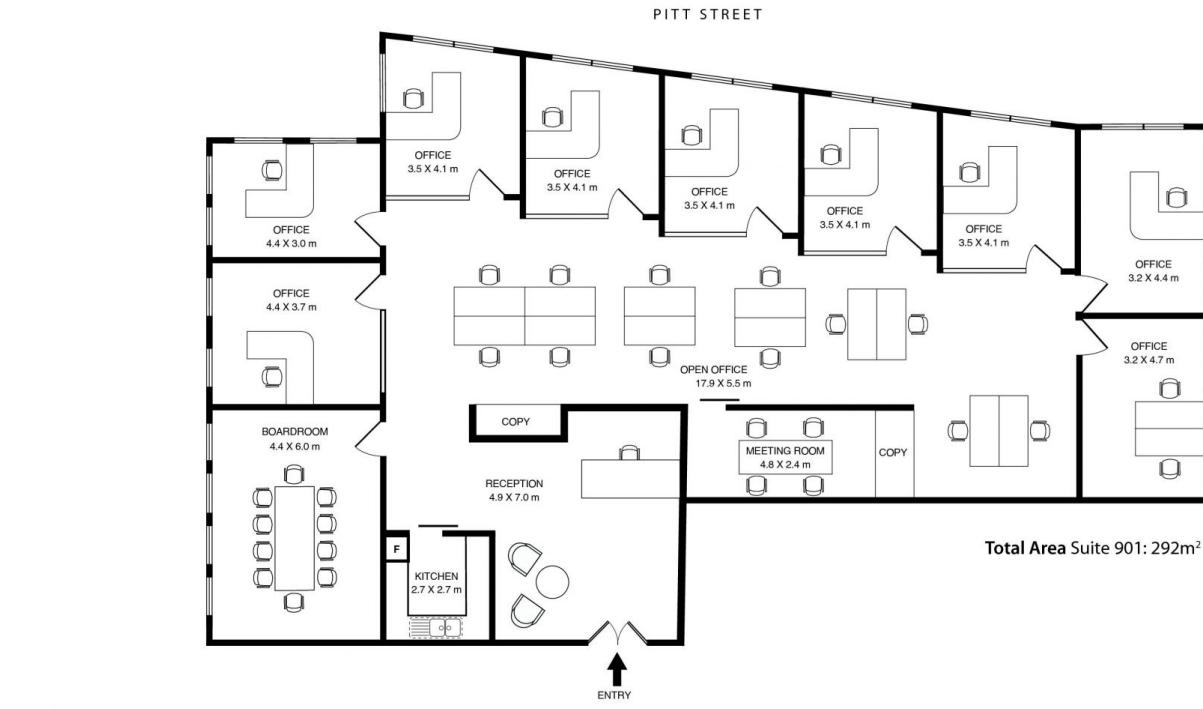 PITT STREET
OFFICE
3.5 X 4.1 m
OFFICE
3.5 X 4.1 m
OFFICE
3.5 X 4.1 m
OFFICE
3.5 X 4.1 m
OFFICE
3.5 X 4.1 m
OFFICE
4.4 X 3.0 m
OFFICE
3.2 X 4.4 m
OFFICE
4.4 X 3.7 m
OFFICE
3.2 X 4.7 m
OPEN OFFICE
17.9 X 5.5 m
COPY
BOARDROOM
4.4 X 6.0 m
MEETING ROOM
4.8 X 2.4 m
COPY
RECEPTION
4.9 X 7.0 m
F
KITCHEN
2.7 X 2.7 m
Total Area Suite 901: 292m²
ENTRY